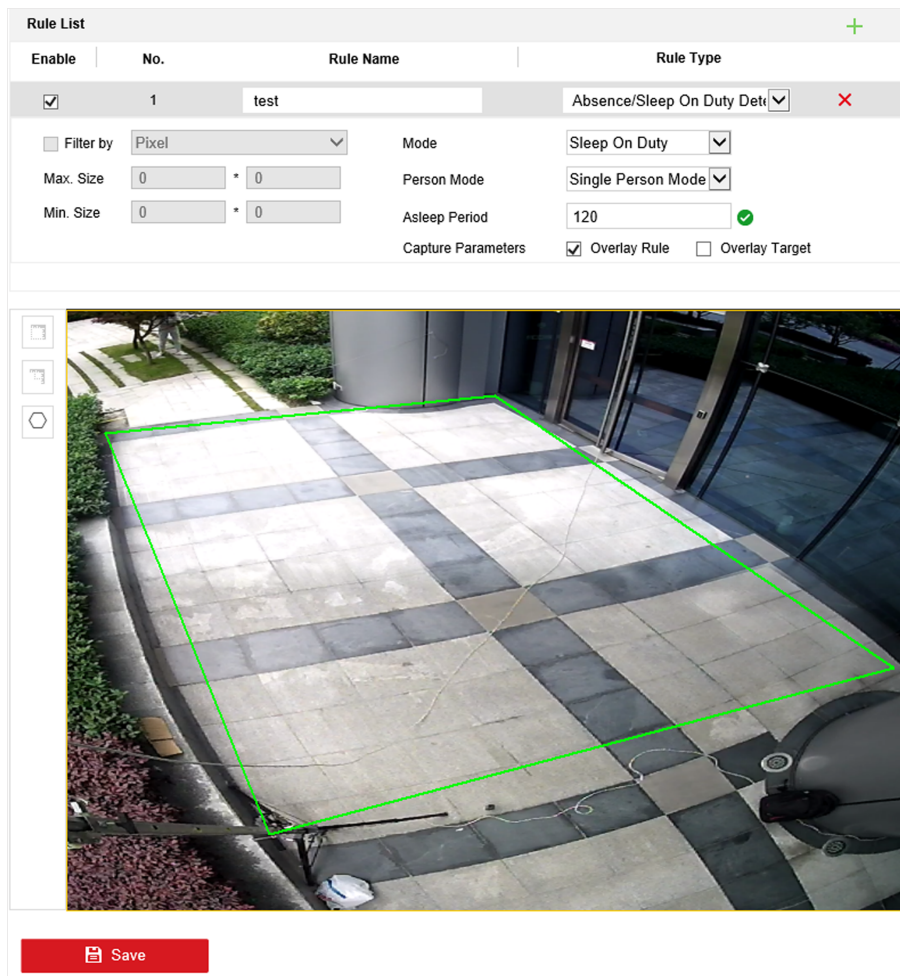 Rule List
Enable No. Rule Name Rule Type
1 test Absence/Sleep On Duty Dete
Filter by Pixel Mode Sleep On Duty
Max. Size 0 * 0 Person Mode Single Person Mode
Min. Size 0 * 0 Asleep Period 120
Capture Parameters Overlay Rule Overlay Target
Save